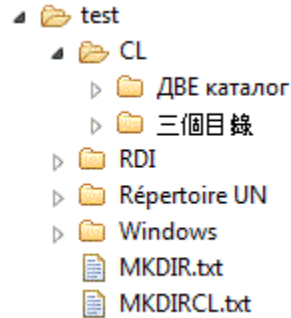 test
CL
ДВЕ каталог
三個目錄
RDI
Répertoire UN
Windows
MKDIR.txt
MKDIRCL.txt